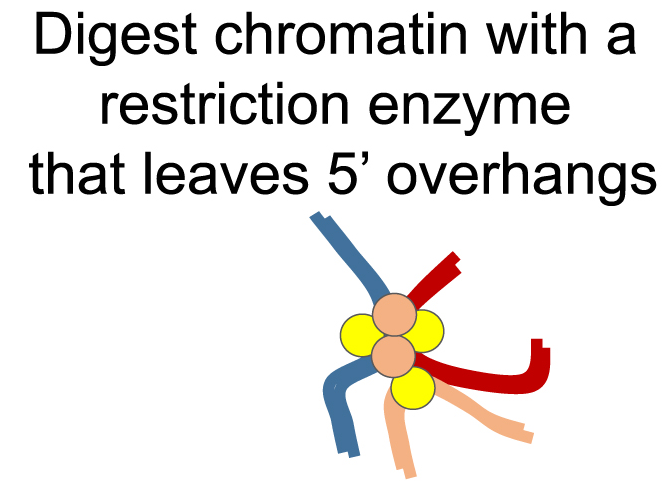 Digest chromatin with a
restriction enzyme
that leaves 5’ overhangs